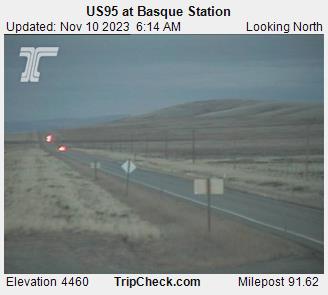 US95 at Basque Station
Updated: Nov 10 2023 6:14 AM Looking North
Elevation 4460 TripCheck.com Milepost 91.62